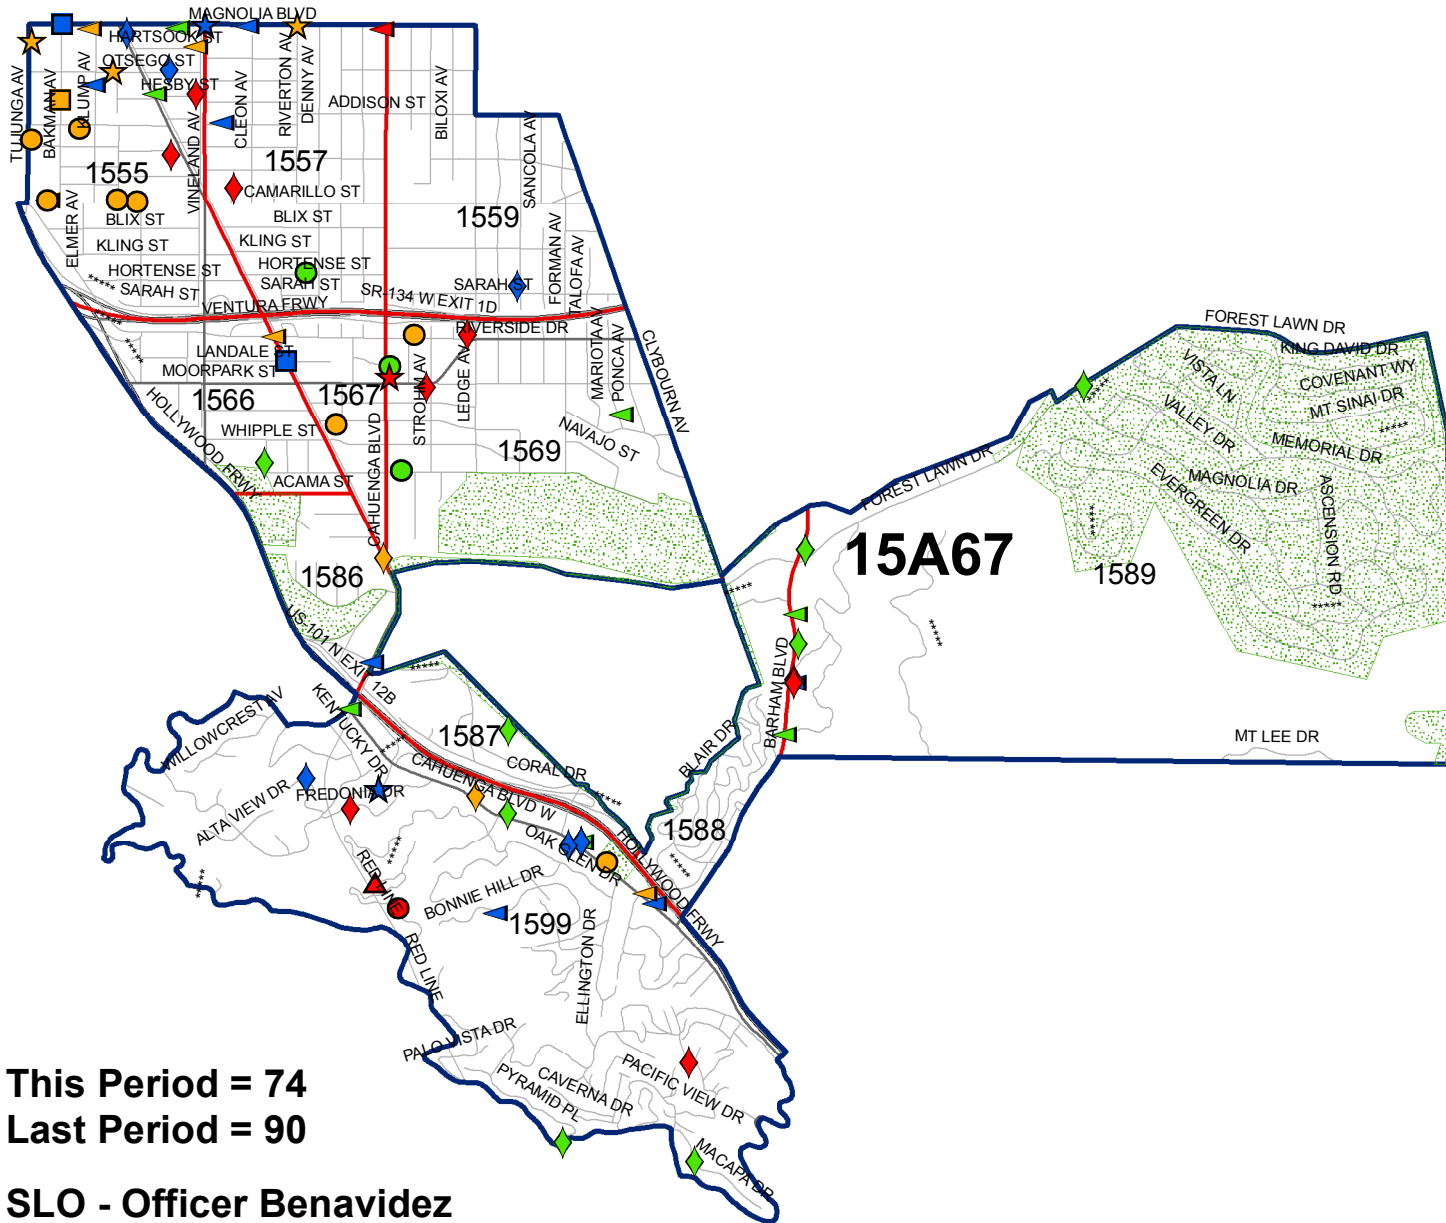 MAGNOLIA BLVD
HARTSOOK ST
OTSEGO ST
HESBY ST
TUJUNGA AV
BAKMAN AV
KLUMP AV
VINELAND AV
CLEON AV
RIVERTON AV
DENNY AV
ADDISON ST
BILOXI AV
SANCOLA AV
1555
1557
CAMARILLO ST
1559
ELMER AV
BLIX ST
BLIX ST
KLING ST
KLING ST
HORTENSE ST
HORTENSE ST
SARAH ST
SARAH ST
SARAH ST
FORMAN AV
TALOFA AV
*****
VENTURA FRWY
SR-134 W EXIT 1D
RIVERSIDE DR
*****
*****
LANDALE ST
MOORPARK ST
1566
1567
WHIPPLE ST
HOLLYWOOD FRWY
ACAMA ST
CAHUENGA BLVD
STROHM AV
LEDGE AV
MARIOTA AV
PONCA AV
CLYBOURN AV
NAVAJO ST
1569
1586
FOREST LAWN DR
KING DAVID DR
COVENANT WY
VISTA LN
MT SINAI DR
*****
*****
VALLEY DR
MEMORIAL DR
MAGNOLIA DR
EVERGREEN DR
ASCENSION RD
*****
*****
FOREST LAWN DR
15A67
1589
*****
*****
US-101 N EXIT 12B
*****
BARHAM BLVD
BLAIR DR
MT LEE DR
WILLOWCREST AV
KENTUCKY DR
*****
1587
CORAL DR
CAHUENGA BLVD W
*****
ALTA VIEW DR
FREDONIA DR
OAK GLEN DR
HOLLYWOOD FRWY
1588
*****
*****
*****
RED LINE
BONNIE HILL DR
1599
RED LINE
ELLINGTON DR
PALO VISTA DR
PYRAMID PL
CAVERNA DR
PACIFIC VIEW DR
MACAPA DR
This Period = 74
Last Period = 90
SLO - Officer Benavidez